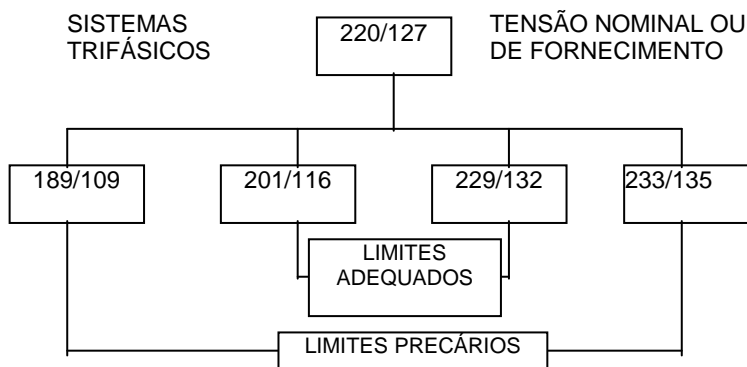 SISTEMAS
TRIFÁSICOS
220/127
TENSÃO NOMINAL OU
DE FORNECIMENTO
189/109
201/116
229/132
233/135
LIMITES
ADEQUADOS
LIMITES PRECÁRIOS